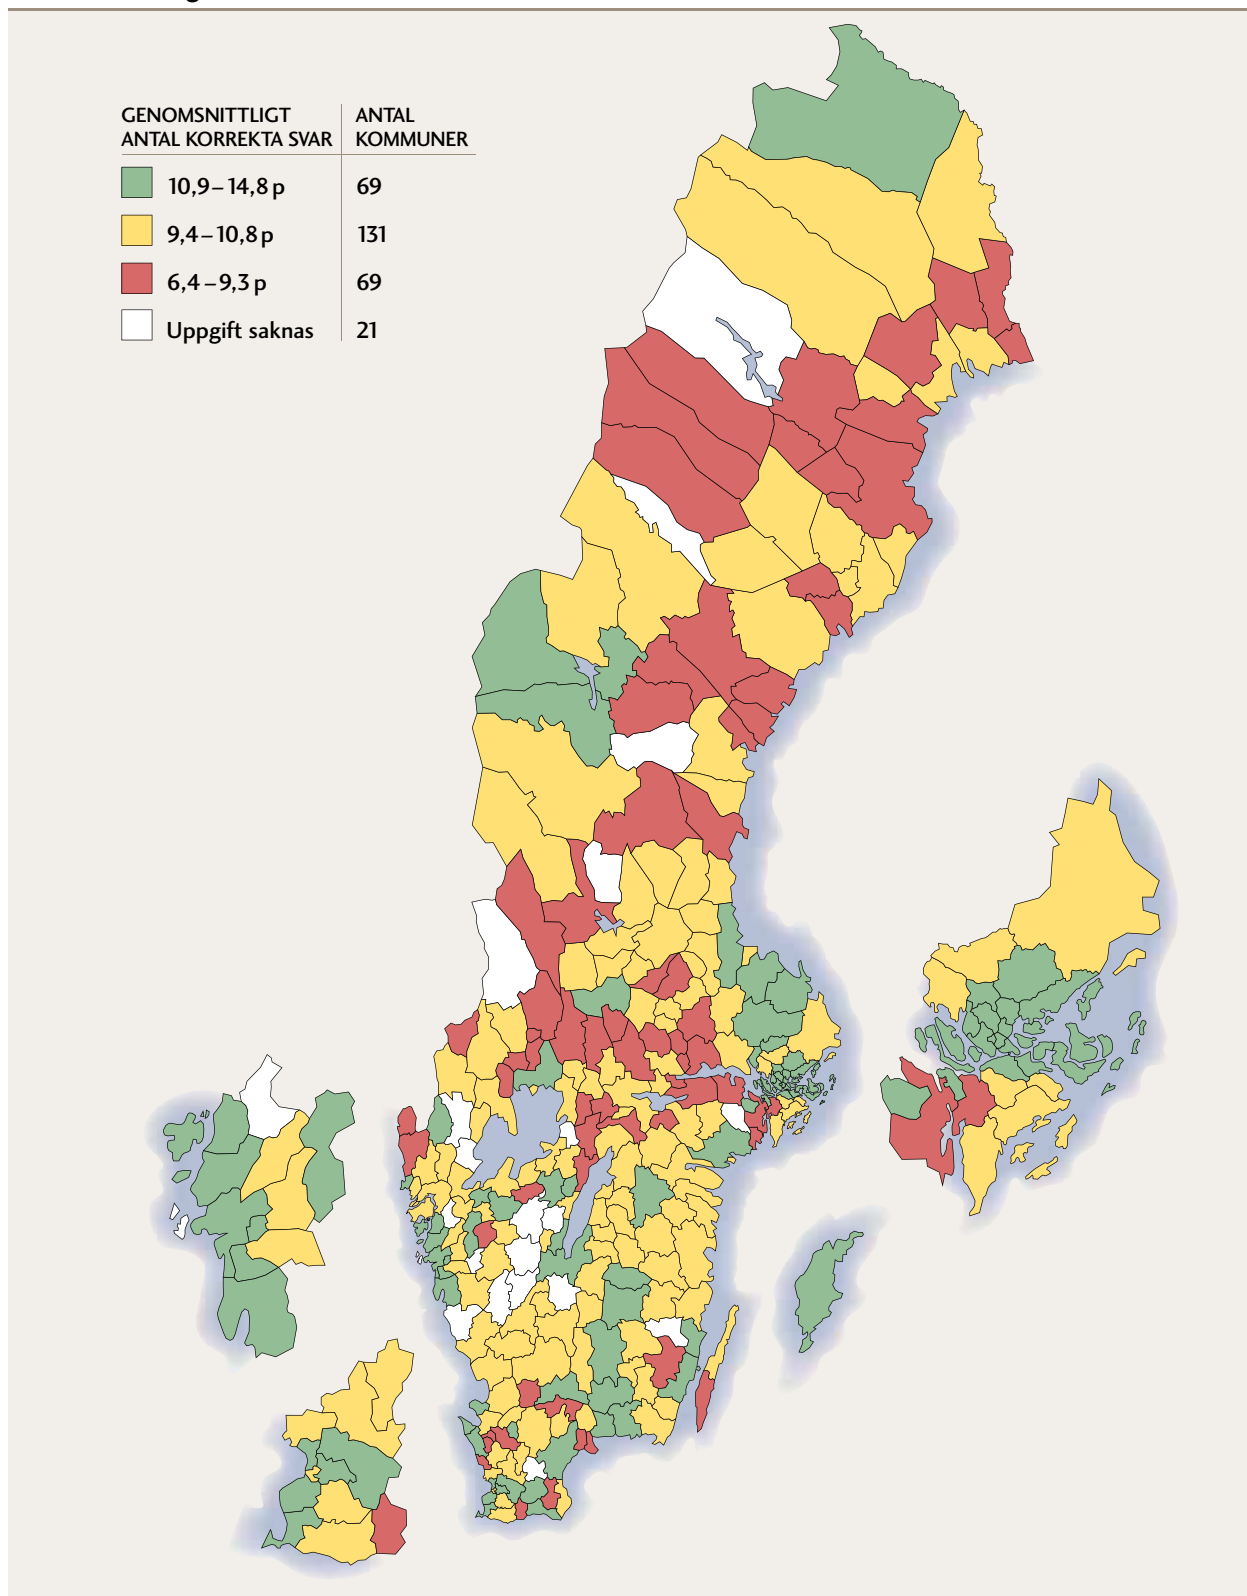 GENOMSNITTLIGT
ANTAL KORREKTA SVAR
ANTAL
KOMMUNER
10,9–14,8 p 69
9,4–10,8 p 131
6,4–9,3 p 69
Uppgift saknas 21